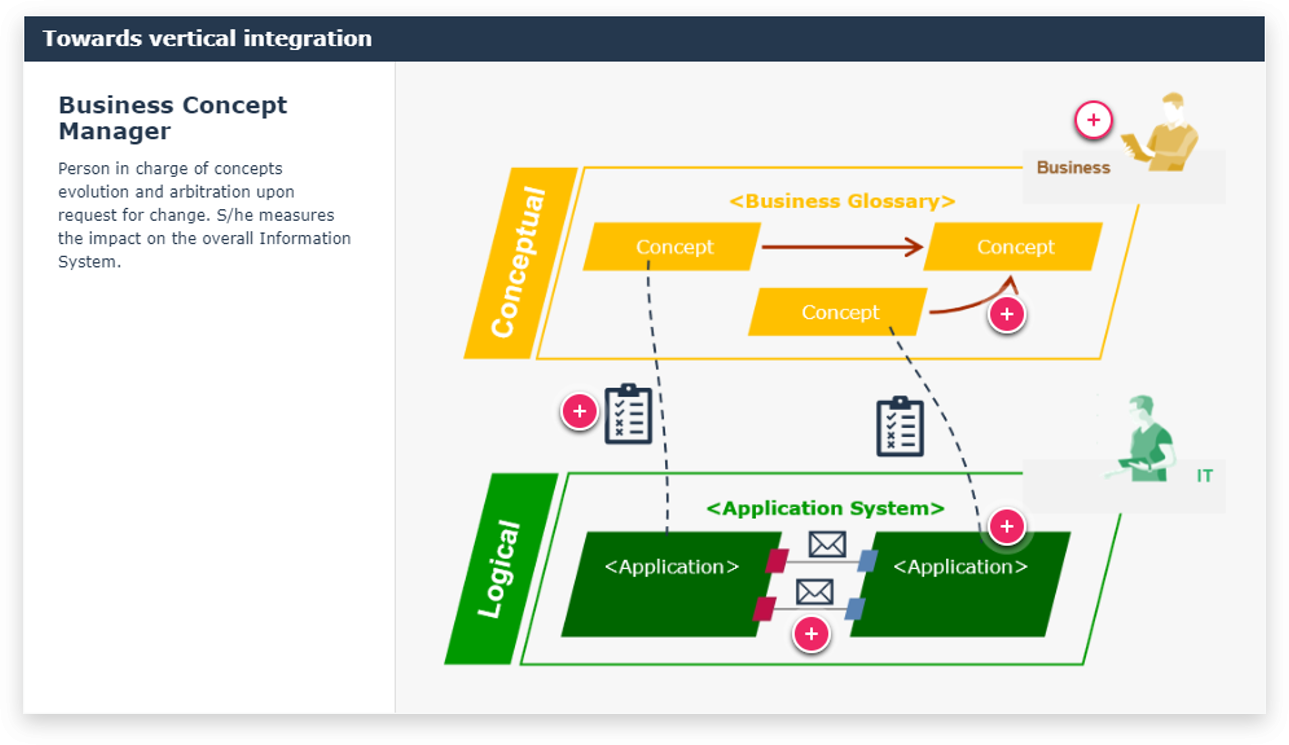 Towards vertical integration
Business Concept
Manager
Person in charge of concepts
evolution and arbitration upon
request for change. S/he measures
the impact on the overall Information
System.
Business
Conceptual
<Business Glossary>
Concept
Concept
Concept
IT
Logical
<Application System>
<Application>
<Application>